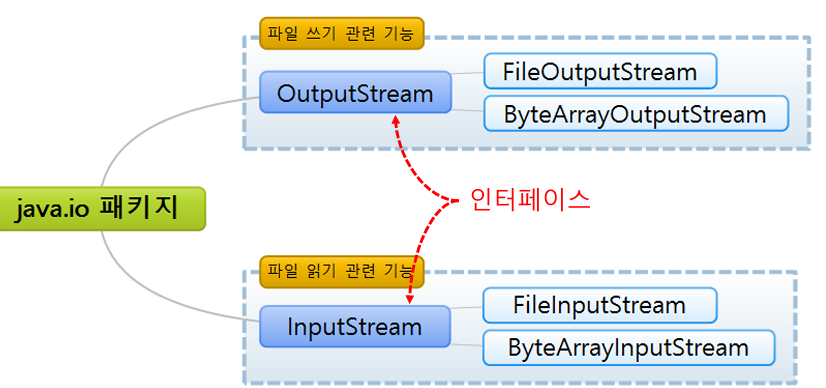 파일 쓰기 관련 기능
OutputStream
FileOutputStream
ByteArrayOutputStream
java.io 패키지
인터페이스
파일 읽기 관련 기능
InputStream
FileInputStream
ByteArrayInputStream